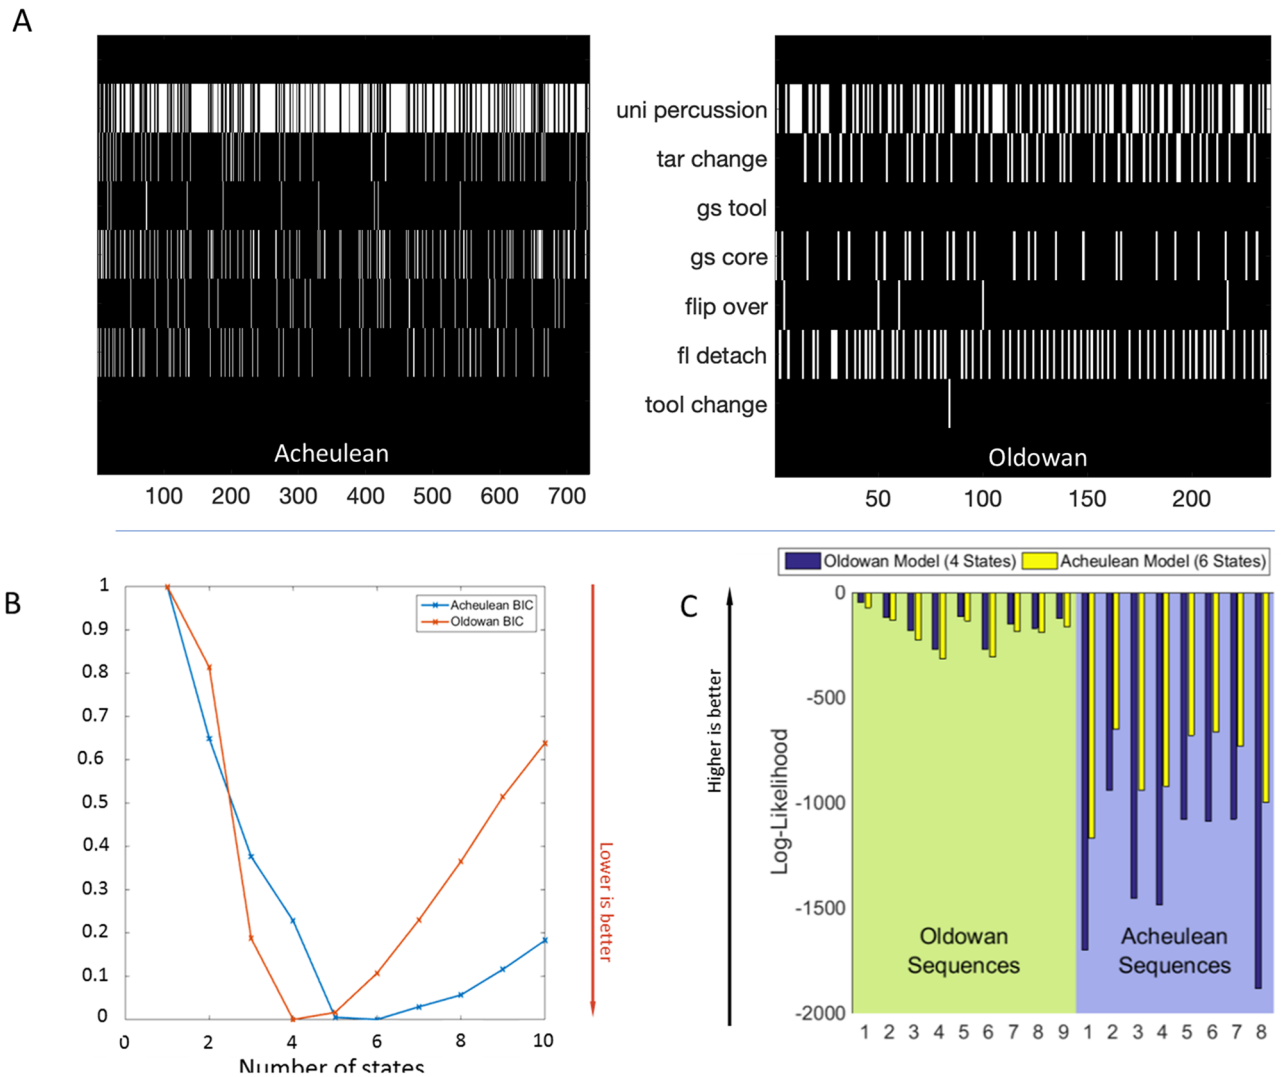 A
uni percussion
tar change
gs tool
gs core
flip over
fl detach
tool change
Acheulean
Oldowan
100 200 300 400 500 600 700
50 100 150 200
B
1
0.9
0.8
0.7
0.6
0.5
0.4
0.3
0.2
0.1
0
0 2 4 6 8 10
Number of states
Acheulean BIC
Oldowan BIC
Lower is better
C
Oldowan Model (4 States) Acheulean Model (6 States)
Higher is better
Log-Likelihood
0
-500
-1000
-1500
-2000
Oldowan
Sequences
Acheulean
Sequences
1 2 3 4 5 6 7 8 9 1 2 3 4 5 6 7 8